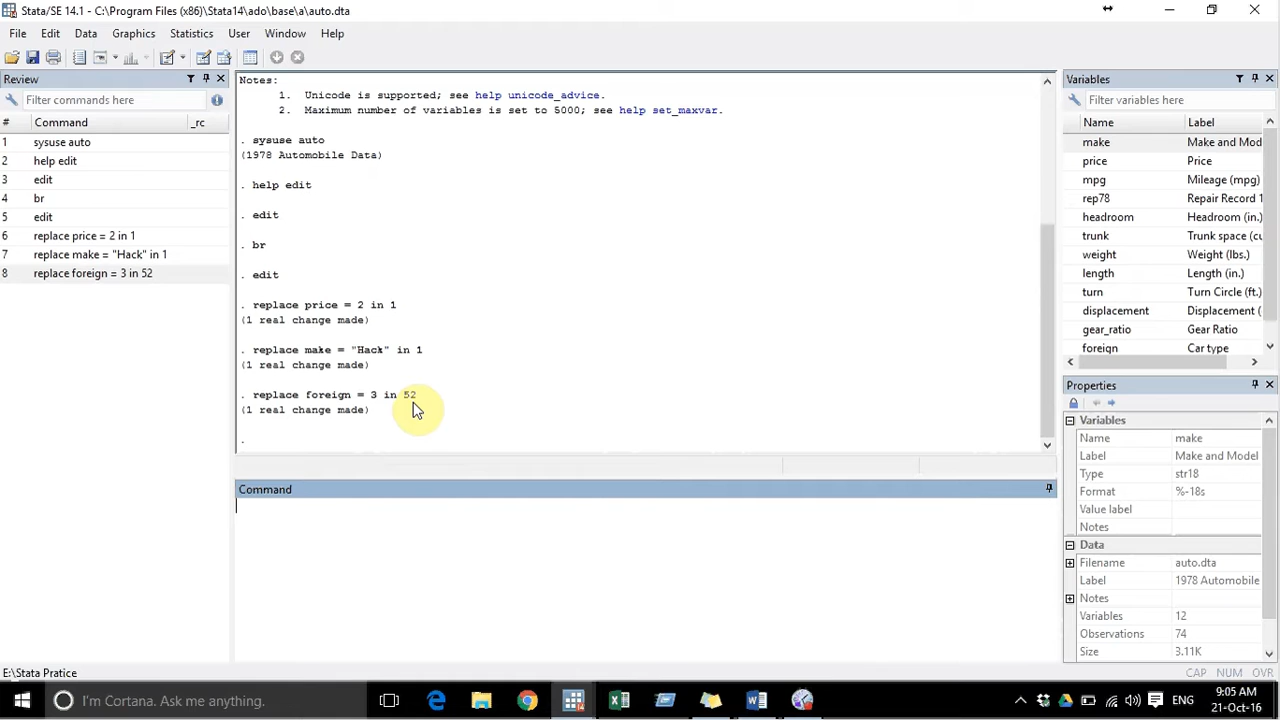 Stata/SE 14.1 - C:\Program Files (x86)\Stata14\ado\base\a\auto.dta
File Edit Data Graphics Statistics User Window Help
Review
Filter commands here
# Command _rc
1 sysuse auto
2 help edit
3 edit
4 br
5 edit
6 replace price = 2 in 1
7 replace make = "Hack" in 1
8 replace foreign = 3 in 52
Notes:
1. Unicode is supported; see help unicode_advice.
2. Maximum number of variables is set to 5000; see help set_maxvar.
. sysuse auto
(1978 Automobile Data)
. help edit
. edit
. br
. edit
. replace price = 2 in 1
(1 real change made)
. replace make = "Hack" in 1
(1 real change made)
. replace foreign = 3 in 52
(1 real change made)
.
Command
Variables
Filter variables here
Name Label
make Make and Mod
price Price
mpg Mileage (mpg)
rep78 Repair Record 1
headroom Headroom (in.)
trunk Trunk space (cu
weight Weight (lbs.)
length Length (in.)
turn Turn Circle (ft.)
displacement Displacement (
gear_ratio Gear Ratio
foreign Car type
Properties
Variables
Name make
Label Make and Model
Type str18
Format %-18s
Value label
Notes
Data
Filename auto.dta
Label 1978 Automobile
Notes
Variables 12
Observations 74
Size 3.11K
E:\Stata Pratice
CAP NUM OVR
I'm Cortana. Ask me anything.
ENG
9:05 AM
21-Oct-16